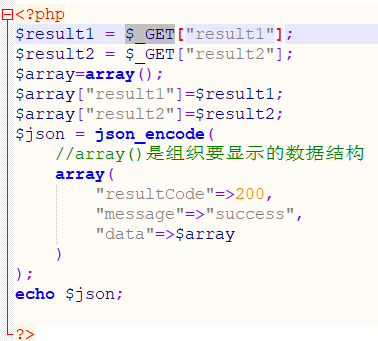 <?php
$result1 = $_GET["result1"];
$result2 = $_GET["result2"];
$array=array();
$array["result1"]=$result1;
$array["result2"]=$result2;
$json = json_encode(
    //array()是组织要显示的数据结构
    array(
        "resultCode"=>200,
        "message"=>"success",
        "data"=>$array
    )
);
echo $json;

?>